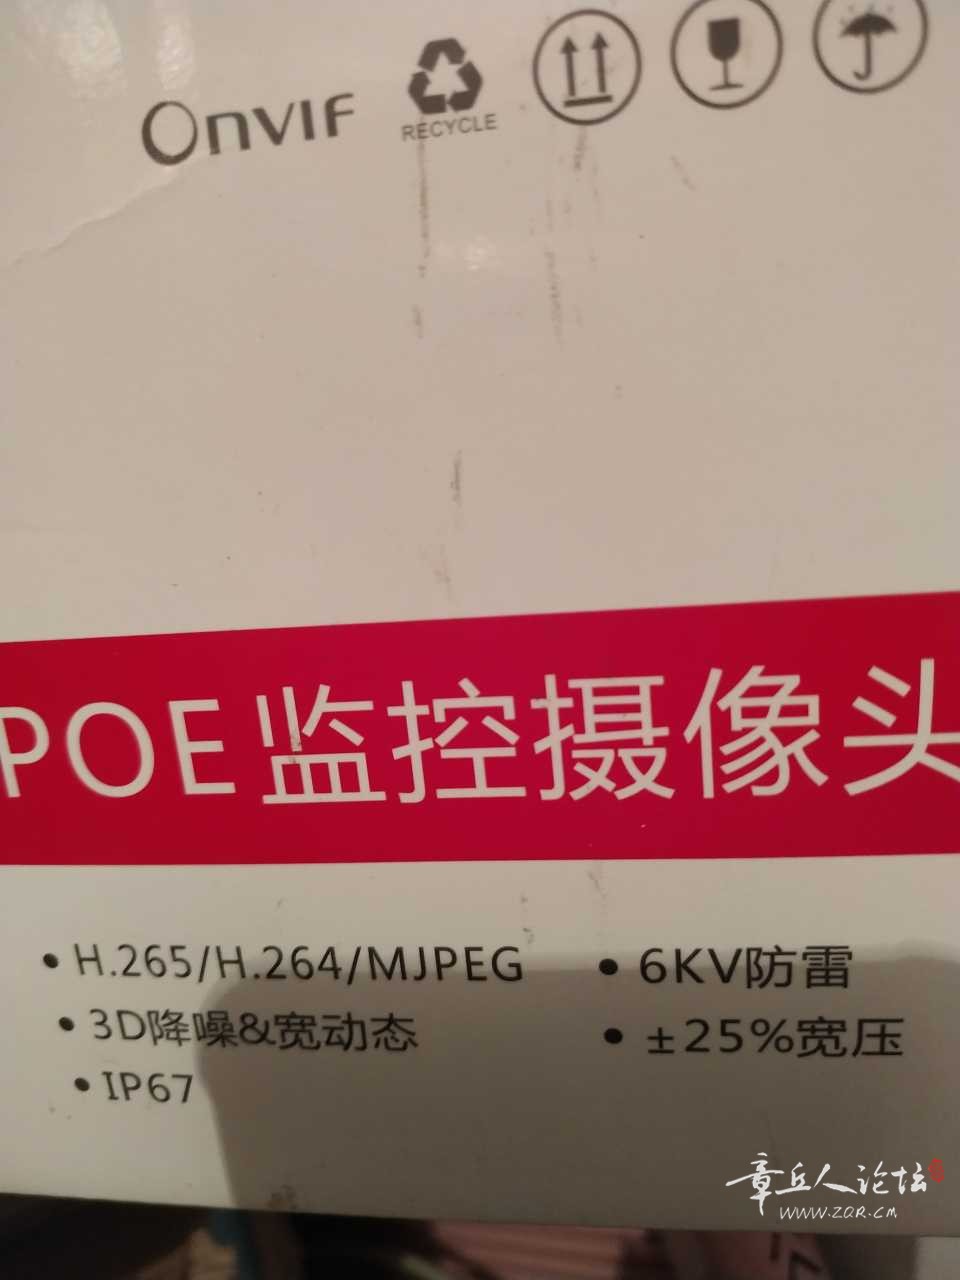 Onvif
RECYCLE
POE监控摄像头
• H.265/H.264/MJPEG
• 6KV防雷
• 3D降噪&宽动态
• ±25%宽压
• IP67
章丘人论坛
WWW.ZQR.CM